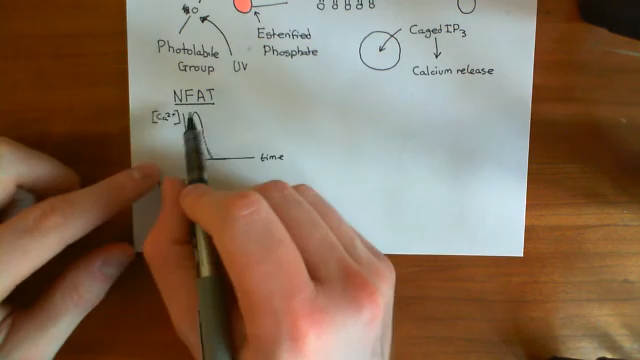 Photolabile
Group
UV
Esterified
Phosphate
Caged IP₃
Calcium release
NFAT
[Ca²⁺]
time